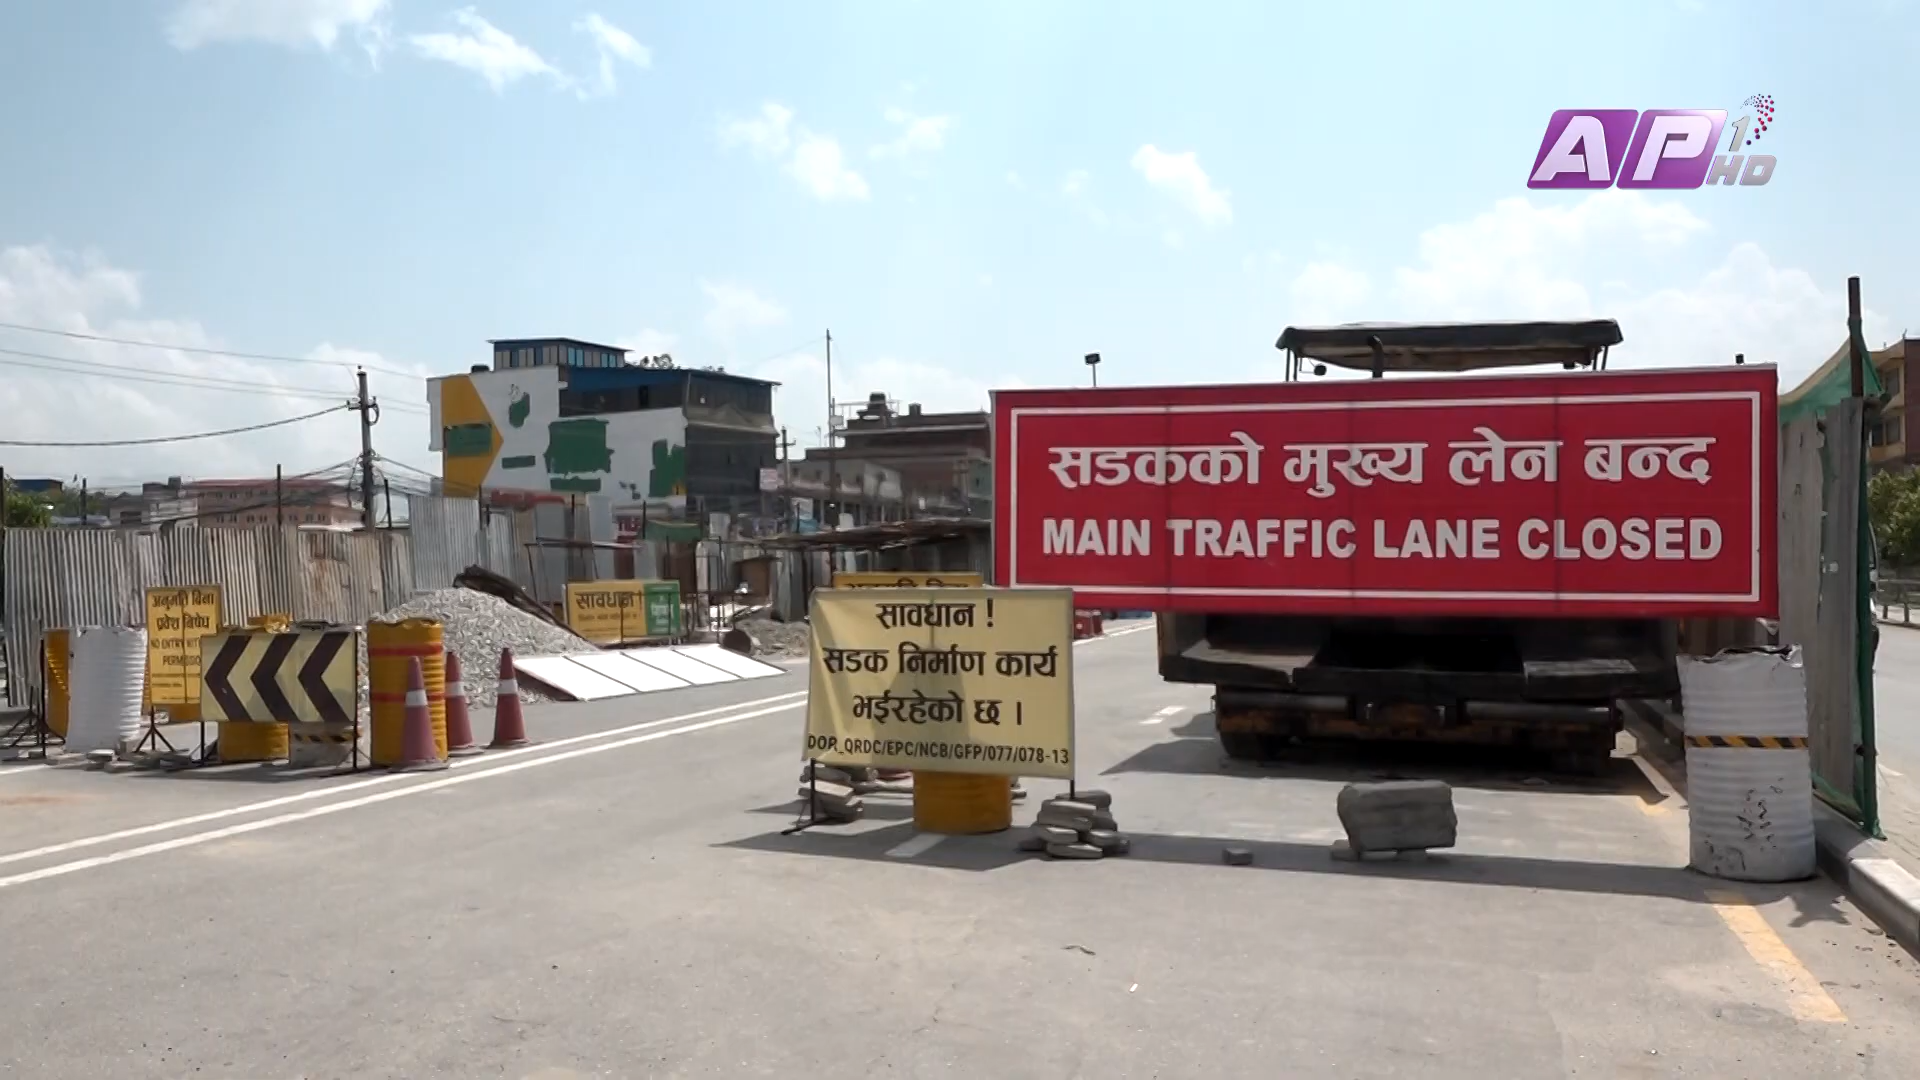 AP1
HD
सडकको मुख्य लेन बन्द
MAIN TRAFFIC LANE CLOSED
सावधान !
सडक निर्माण कार्य
भईरहेको छ ।
DOR_QRDC/EPC/NCB/GFP/077/078-13
सावधान!
अनुमति बिना
प्रवेश निषेध
NO ENTRY